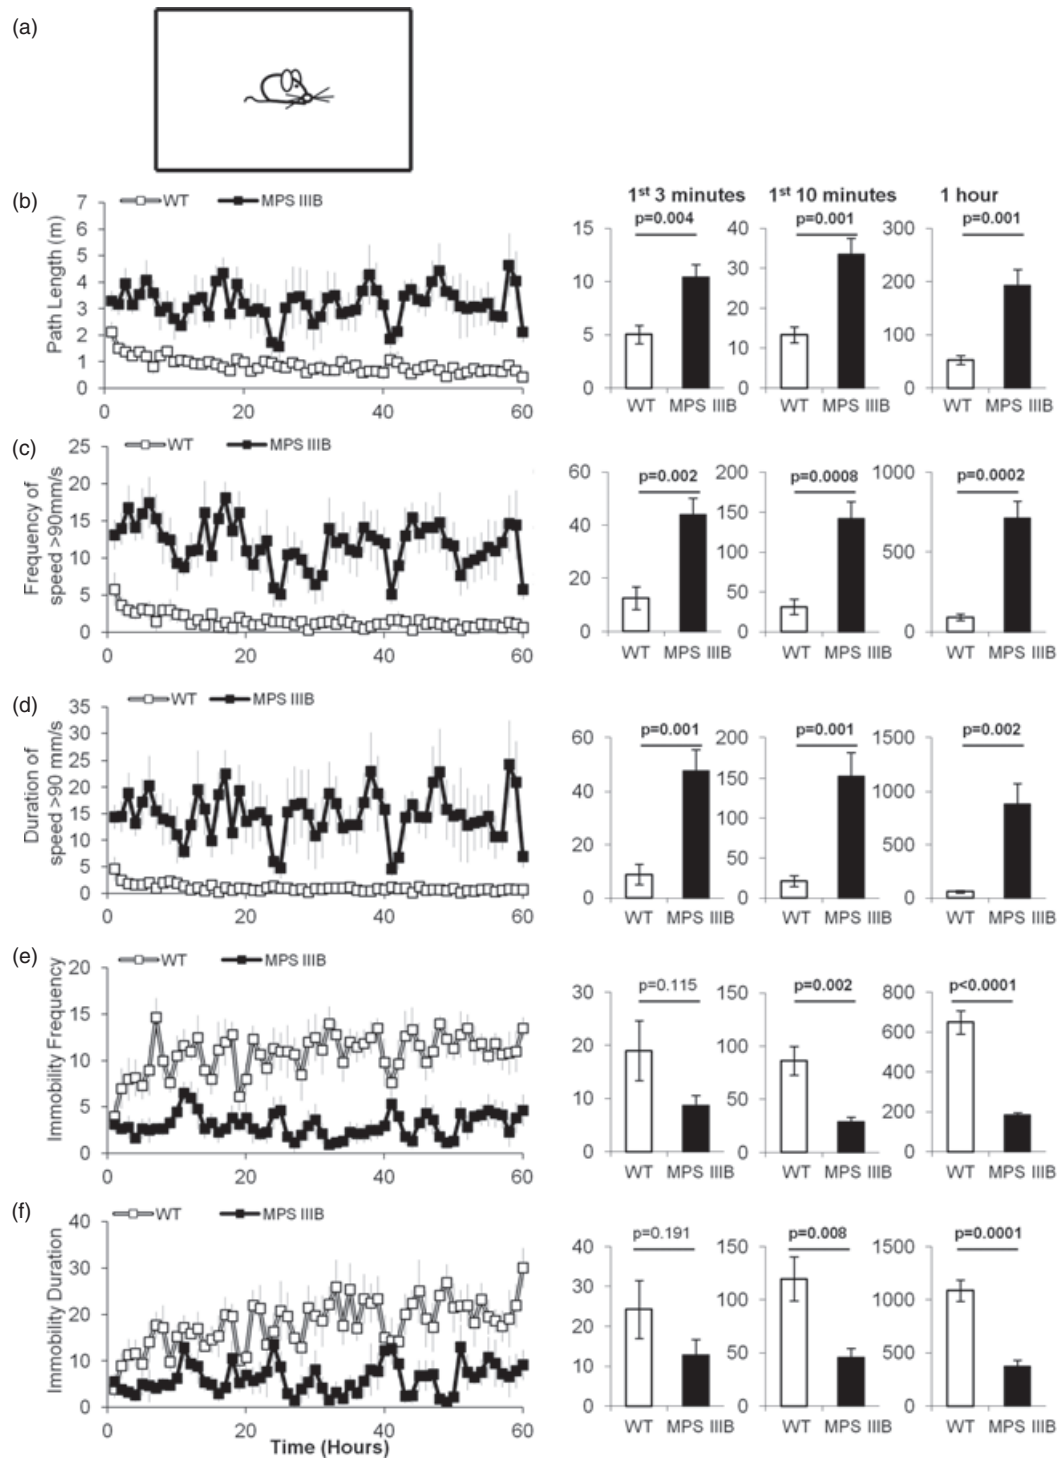 (a)
(b)
WT MPS IIIB
Path Length (m)
7
6
5
4
3
2
1
0
0 20 40 60
1st 3 minutes 1st 10 minutes 1 hour
p=0.004 p=0.001 p=0.001
15
10
5
0
40
30
20
10
0
300
200
100
0
WT MPS IIIB WT MPS IIIB WT MPS IIIB
(c)
WT MPS IIIB
Frequency of
speed >90mm/s
25
20
15
10
5
0
0 20 40 60
p=0.002 p=0.0008 p=0.0002
60
40
20
0
200
150
100
50
0
1000
500
0
WT MPS IIIB WT MPS IIIB WT MPS IIIB
(d)
WT MPS IIIB
Duration of
speed >90 mm/s
35
30
25
20
15
10
5
0
0 20 40 60
p=0.001 p=0.001 p=0.002
60
40
20
0
200
150
100
50
0
1500
1000
500
0
WT MPS IIIB WT MPS IIIB WT MPS IIIB
(e)
WT MPS IIIB
Immobility Frequency
20
15
10
5
0
0 20 40 60
p=0.115 p=0.002 p<0.0001
30
20
10
0
150
100
50
0
800
600
400
200
0
WT MPS IIIB WT MPS IIIB WT MPS IIIB
(f)
WT MPS IIIB
Immobility Duration
40
30
20
10
0
0 20 40 60
Time (Hours)
p=0.191 p=0.008 p=0.0001
40
30
20
10
0
150
100
50
0
1500
1000
500
0
WT MPS IIIB WT MPS IIIB WT MPS IIIB